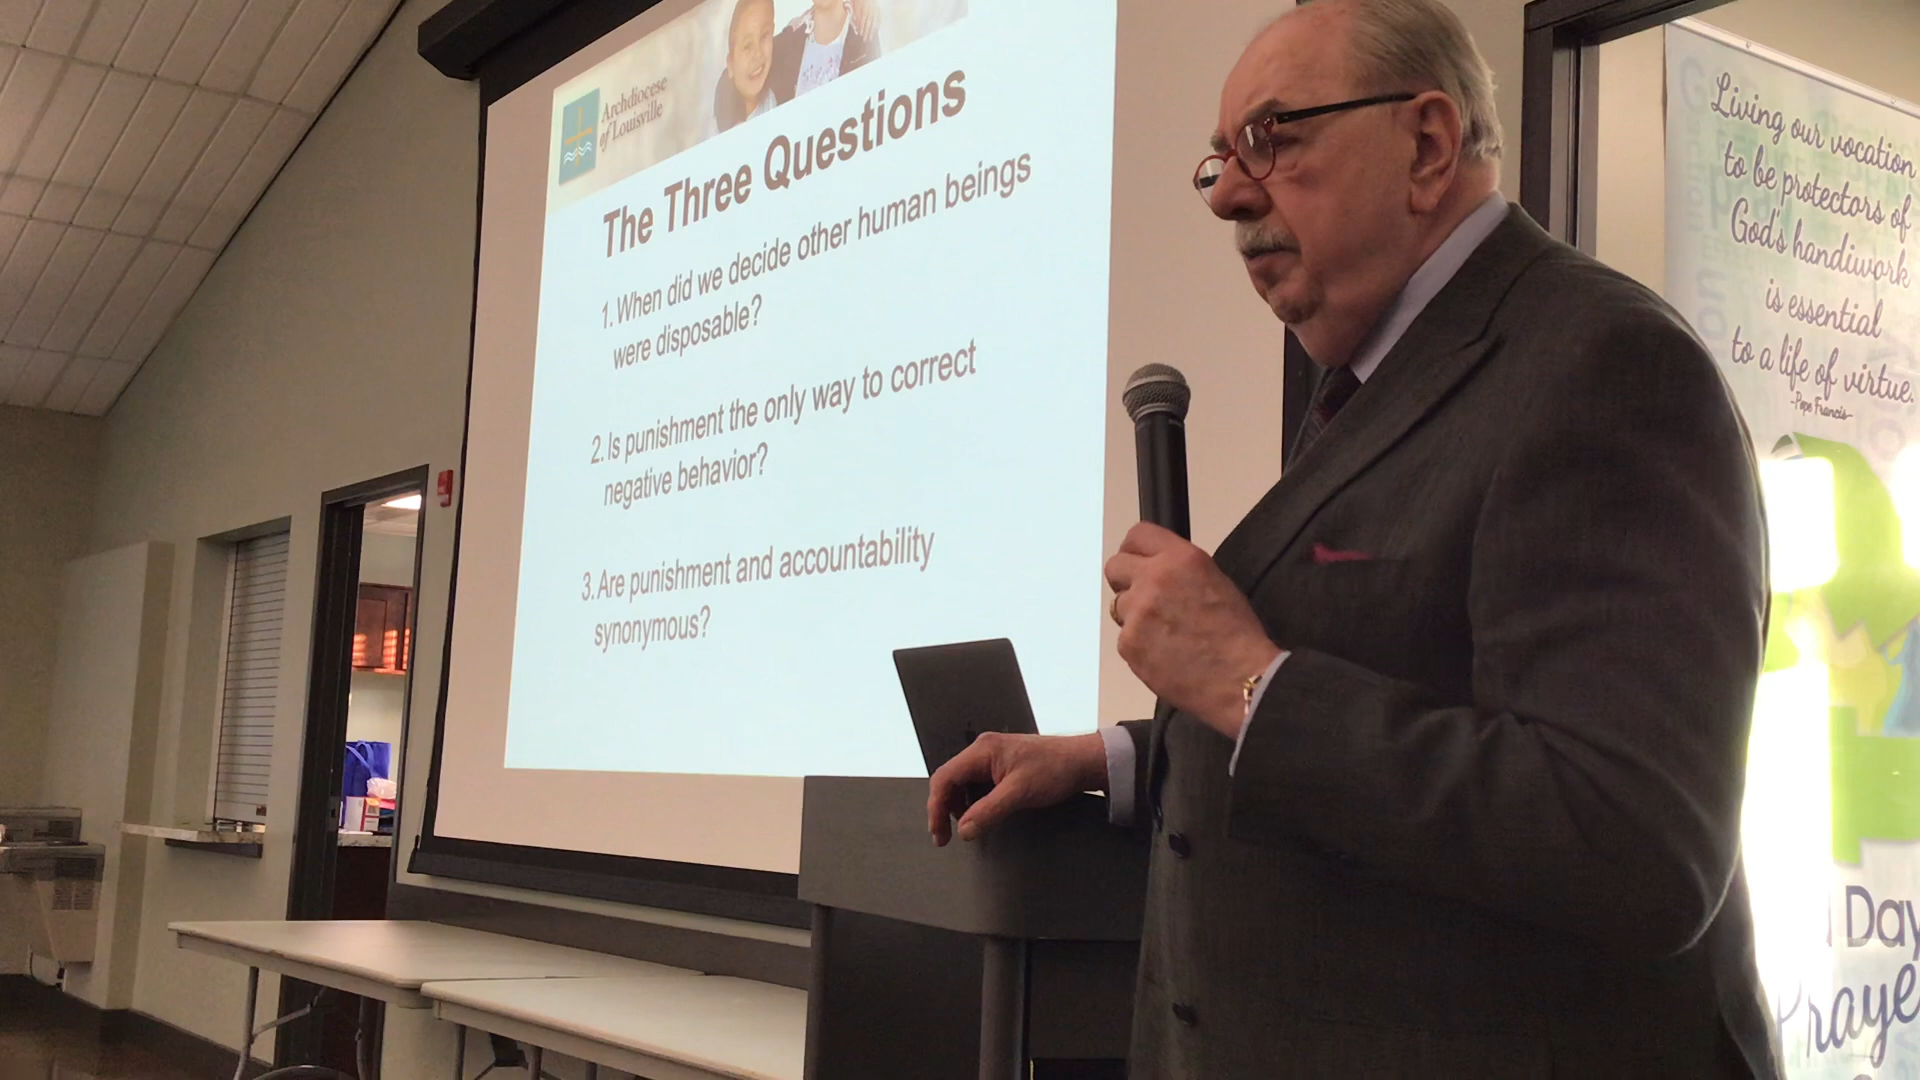 Archdiocese
of Louisville
The Three Questions
1. When did we decide other human beings
were disposable?
2. Is punishment the only way to correct
negative behavior?
3. Are punishment and accountability
synonymous?
Living our vocation
to be protectors of
God's handiwork
is essential
to a life of virtue.
-Pope Francis-
Day